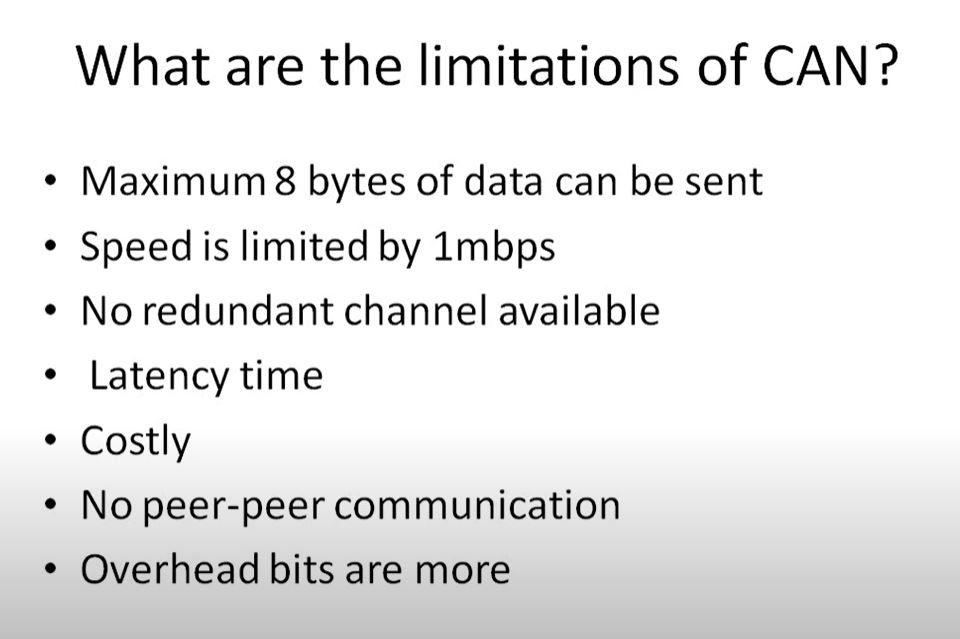 What are the limitations of CAN?
• Maximum 8 bytes of data can be sent
• Speed is limited by 1mbps
• No redundant channel available
• Latency time
• Costly
• No peer-peer communication
• Overhead bits are more